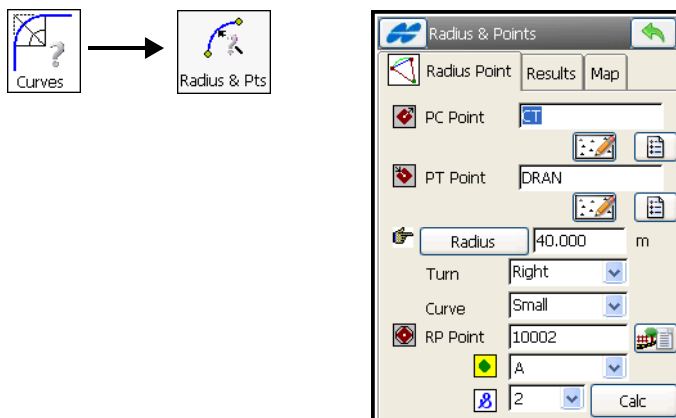 Curves
Radius & Pts
Radius & Points
Radius Point Results Map
PC Point CT
PT Point DRAN
Radius 40.000 m
Turn Right
Curve Small
RP Point 10002
A
2 Calc